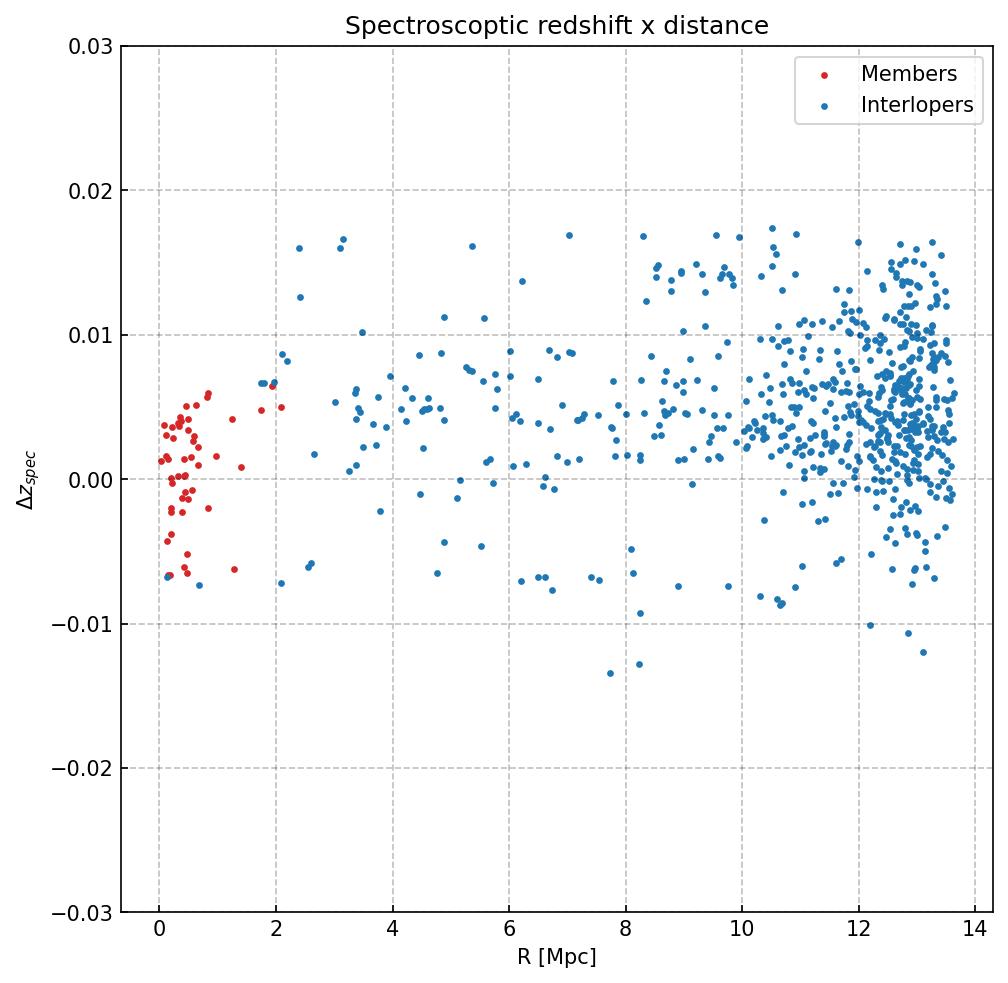 Spectroscoptic redshift x distance
Members
Interlopers
0.03
0.02
0.01
0.00
−0.01
−0.02
−0.03
Δz_spec
0 2 4 6 8 10 12 14
R [Mpc]